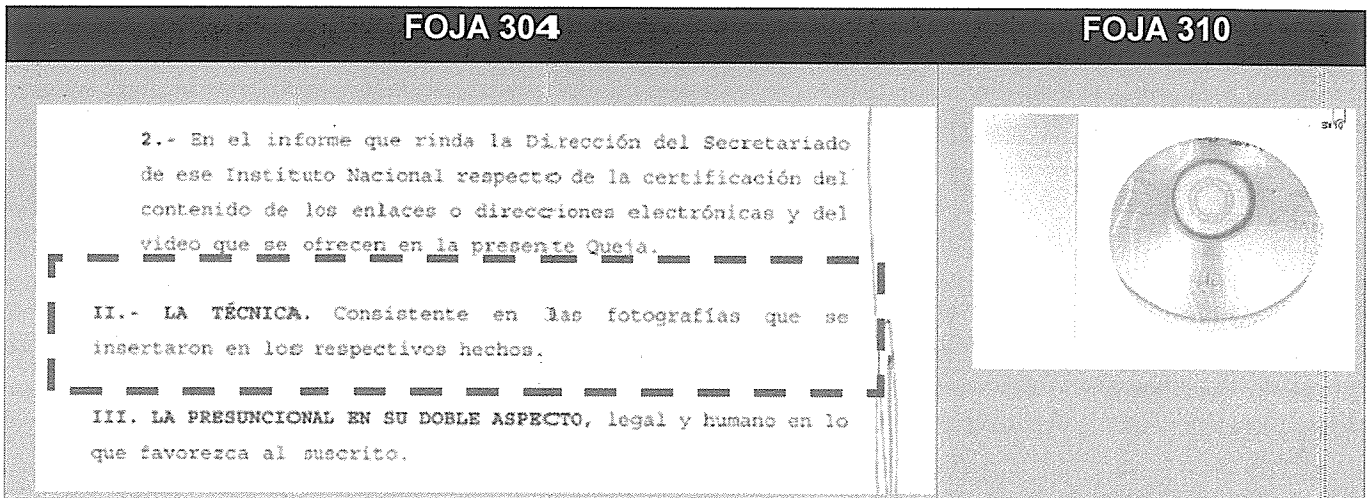 FOJA 304
FOJA 310
2.- En el informe que rinda la Dirección del Secretariado
de ese Instituto Nacional respecto de la certificación del
contenido de los enlaces o direcciones electrónicas y del
video que se ofrecen en la presente Queja.
II.- LA TÉCNICA. Consistente en las fotografías que se
insertaron en los respectivos hechos.
III. LA PRESUNCIONAL EN SU DOBLE ASPECTO, legal y humano en lo
que favorezca al suscrito.